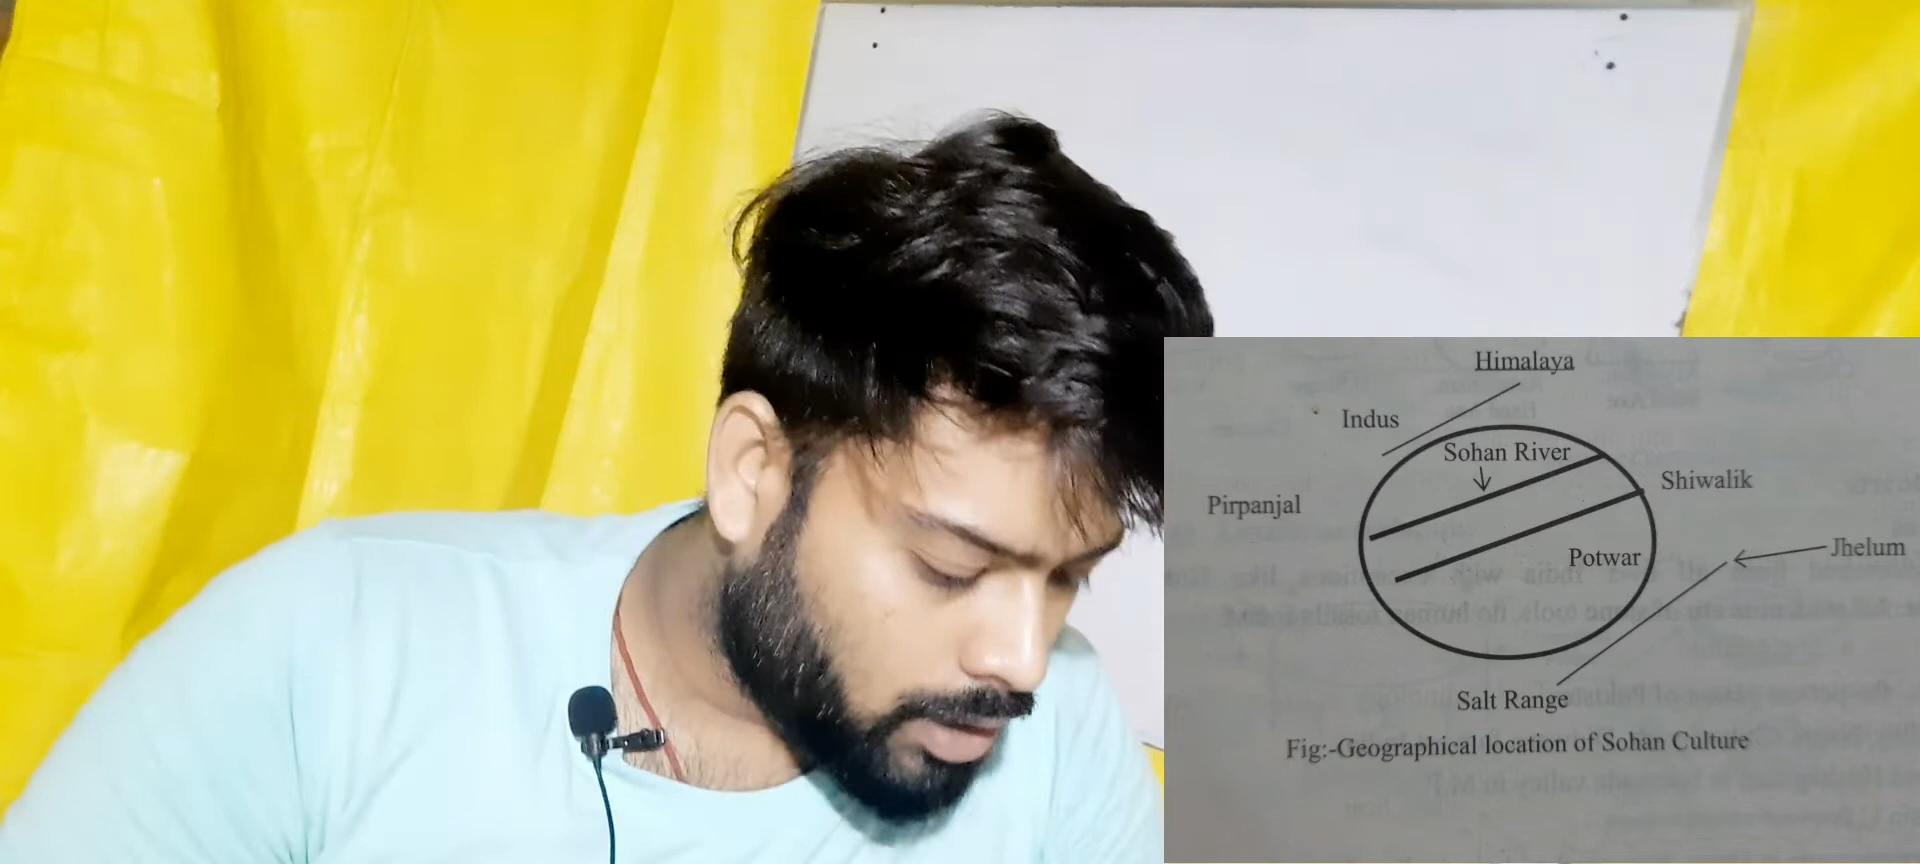 Himalaya
Indus
Sohan River
Shiwalik
Pirpanjal
Jhelum
Potwar
Salt Range
Fig:-Geographical location of Sohan Culture